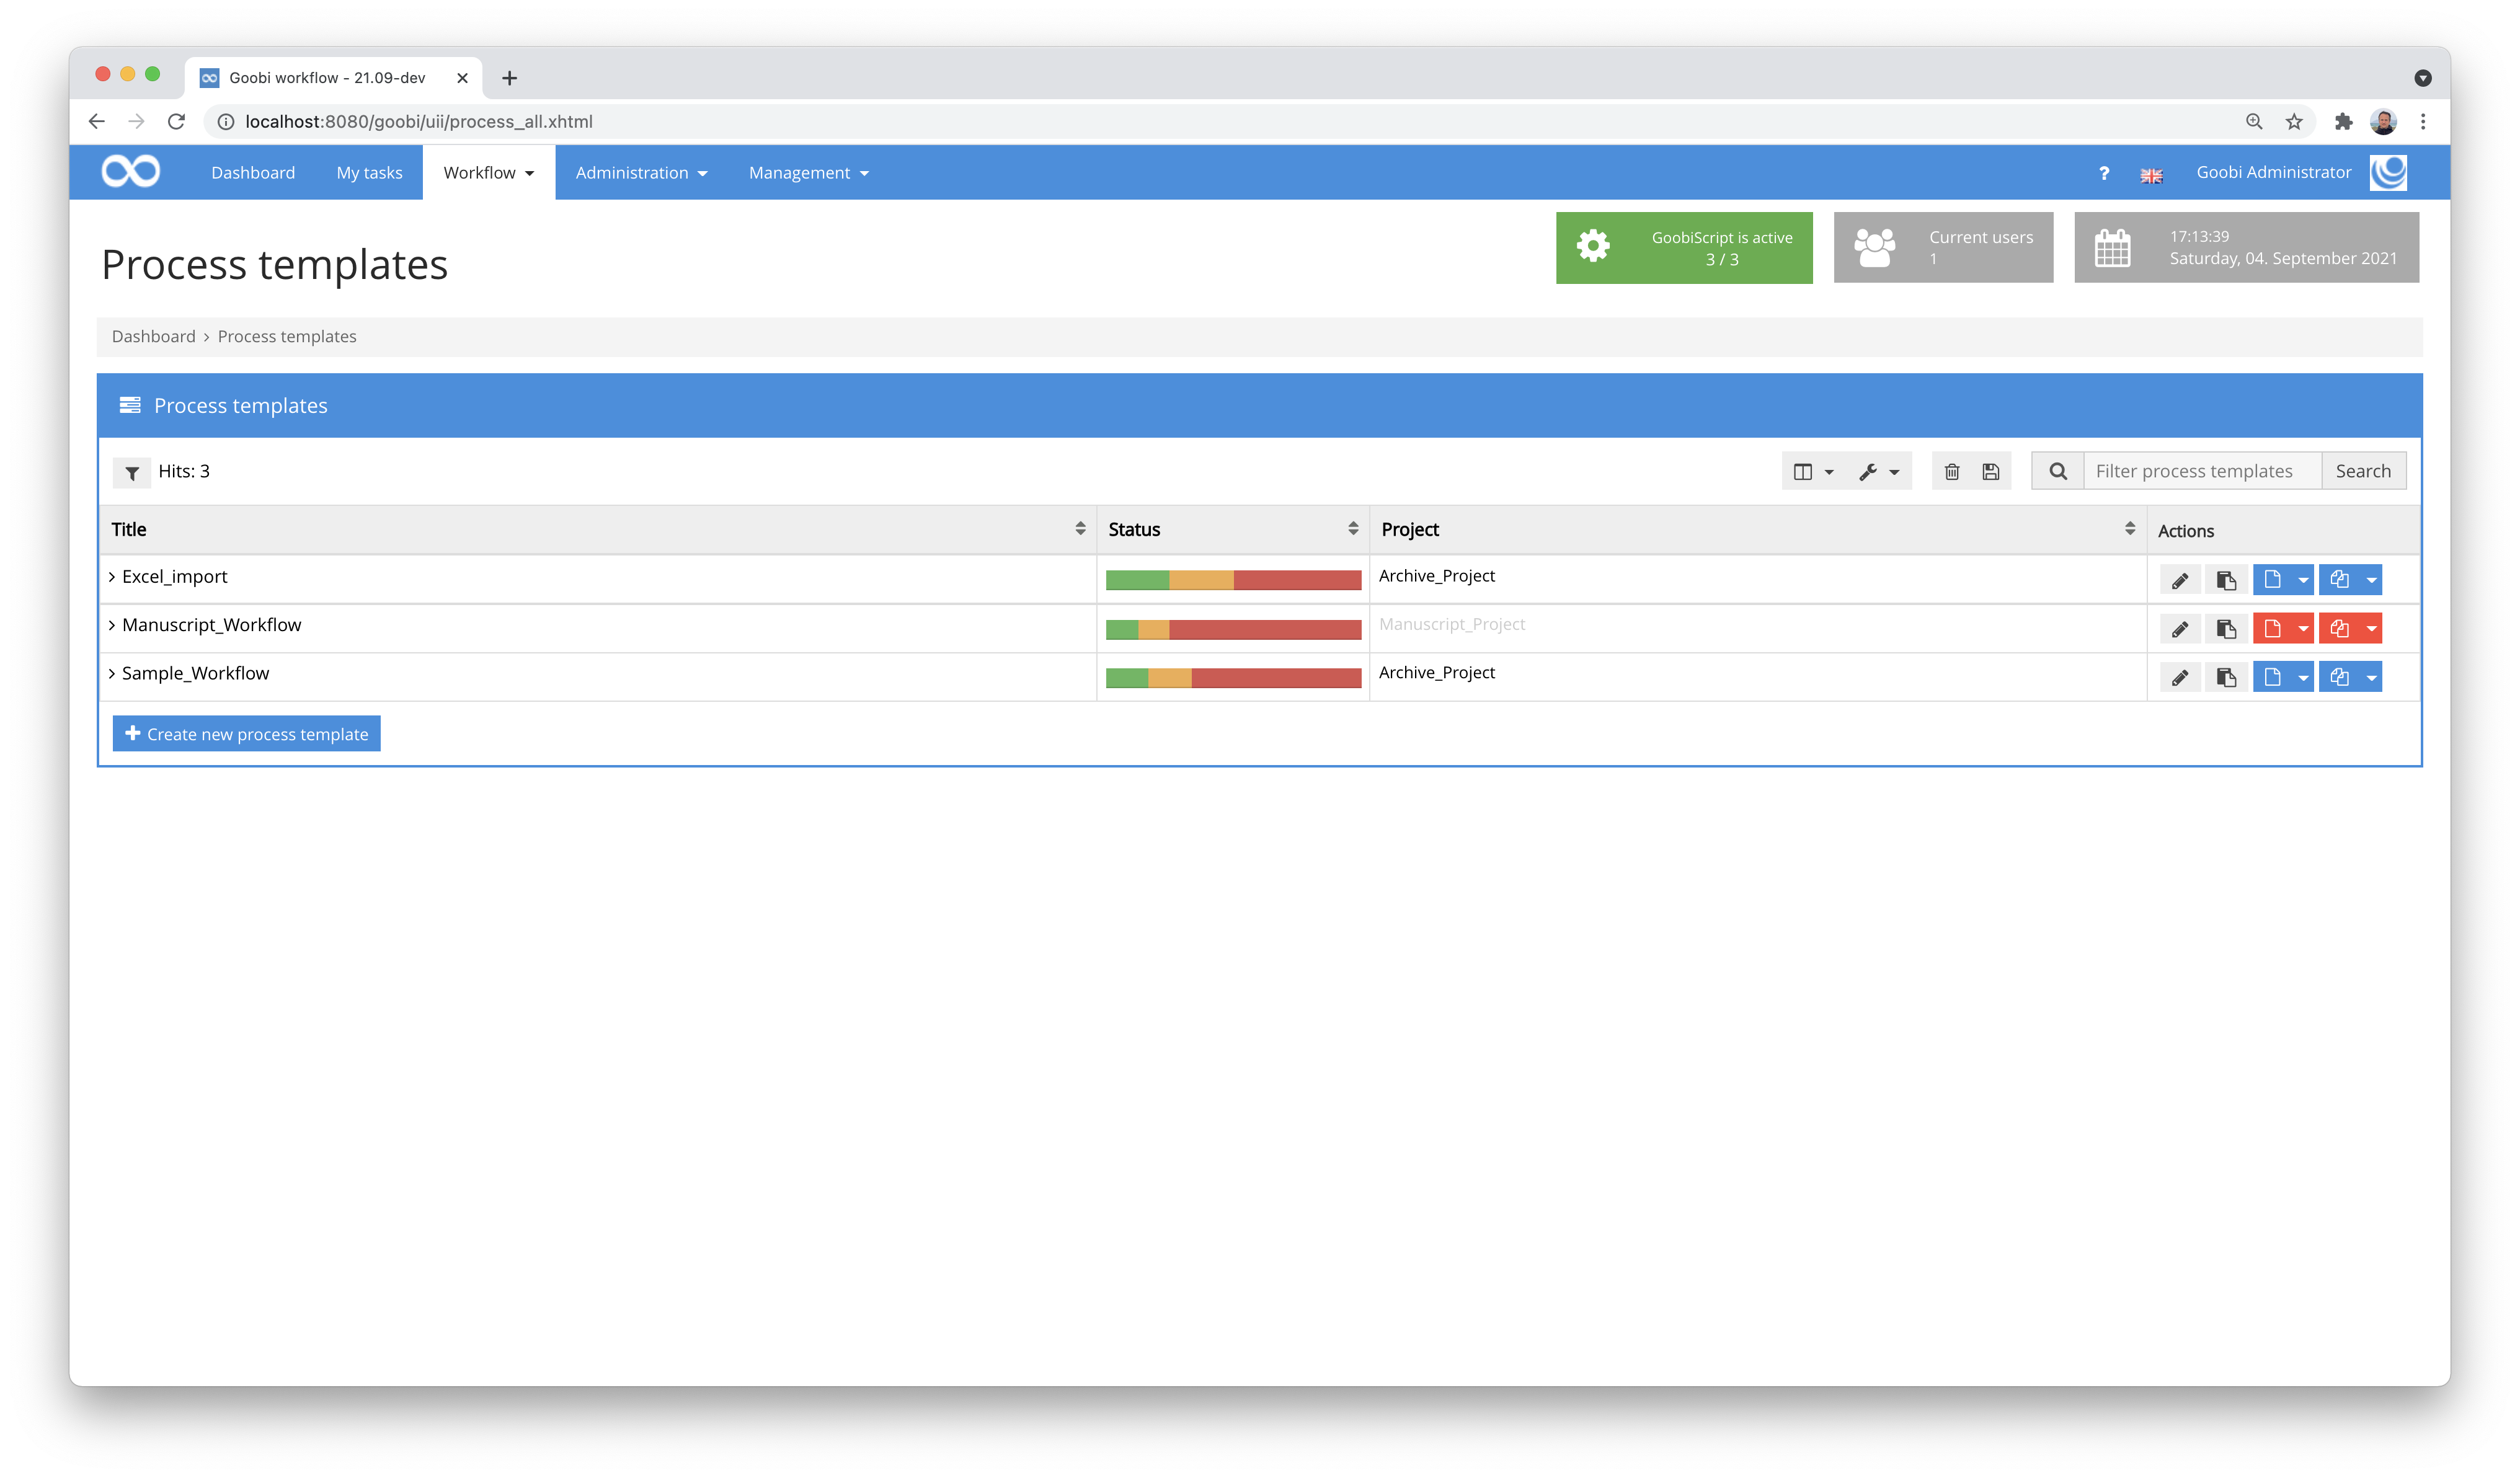 Goobi workflow - 21.09-dev
localhost:8080/goobi/uii/process_all.xhtml
Dashboard My tasks Workflow Administration Management ? Goobi Administrator
Process templates
GoobiScript is active
3 / 3
Current users
1
17:13:39
Saturday, 04. September 2021
Dashboard › Process templates
Process templates
Hits: 3
Filter process templates Search
Title Status Project Actions
Excel_import Archive_Project
Manuscript_Workflow Manuscript_Project
Sample_Workflow Archive_Project
Create new process template